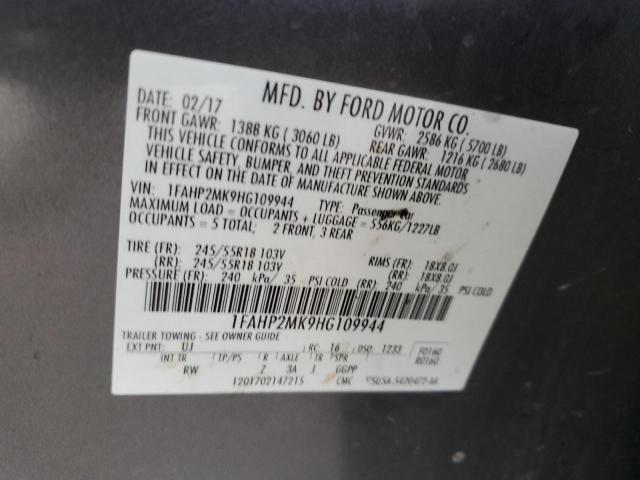 MFD. BY FORD MOTOR CO.
DATE: 02/17
GVWR: 2586 KG ( 5700 LB)
FRONT GAWR: 1388 KG ( 3060 LB)
REAR GAWR: 1216 KG ( 2680 LB)
THIS VEHICLE CONFORMS TO ALL APPLICABLE FEDERAL MOTOR
VEHICLE SAFETY, BUMPER, AND THEFT PREVENTION STANDARDS
IN EFFECT ON THE DATE OF MANUFACTURE SHOWN ABOVE.
VIN: 1FAHP2MK9HG109944
TYPE: Passenger Car
MAXIMUM LOAD = OCCUPANTS + LUGGAGE = 556KG/1227LB
OCCUPANTS = 5 TOTAL; 2 FRONT, 3 REAR
TIRE (FR): 245/55R18 103V RIMS (FR): 18X8.0J
(RR): 245/55R18 103V (RR): 18X8.0J
PRESSURE (FR): 240 kPa/ 35 PSI COLD (RR): 240 kPa/ 35 PSI COLD
1FAHP2MK9HG109944
TRAILER TOWING - SEE OWNER GUIDE
EXT PNT: UJ RC: 16 DSO: 1233 F0160
R0160
INT TR TP/PS R AXLE TR SPR
RW Z 3A J GGPP
1201702147215 CMC